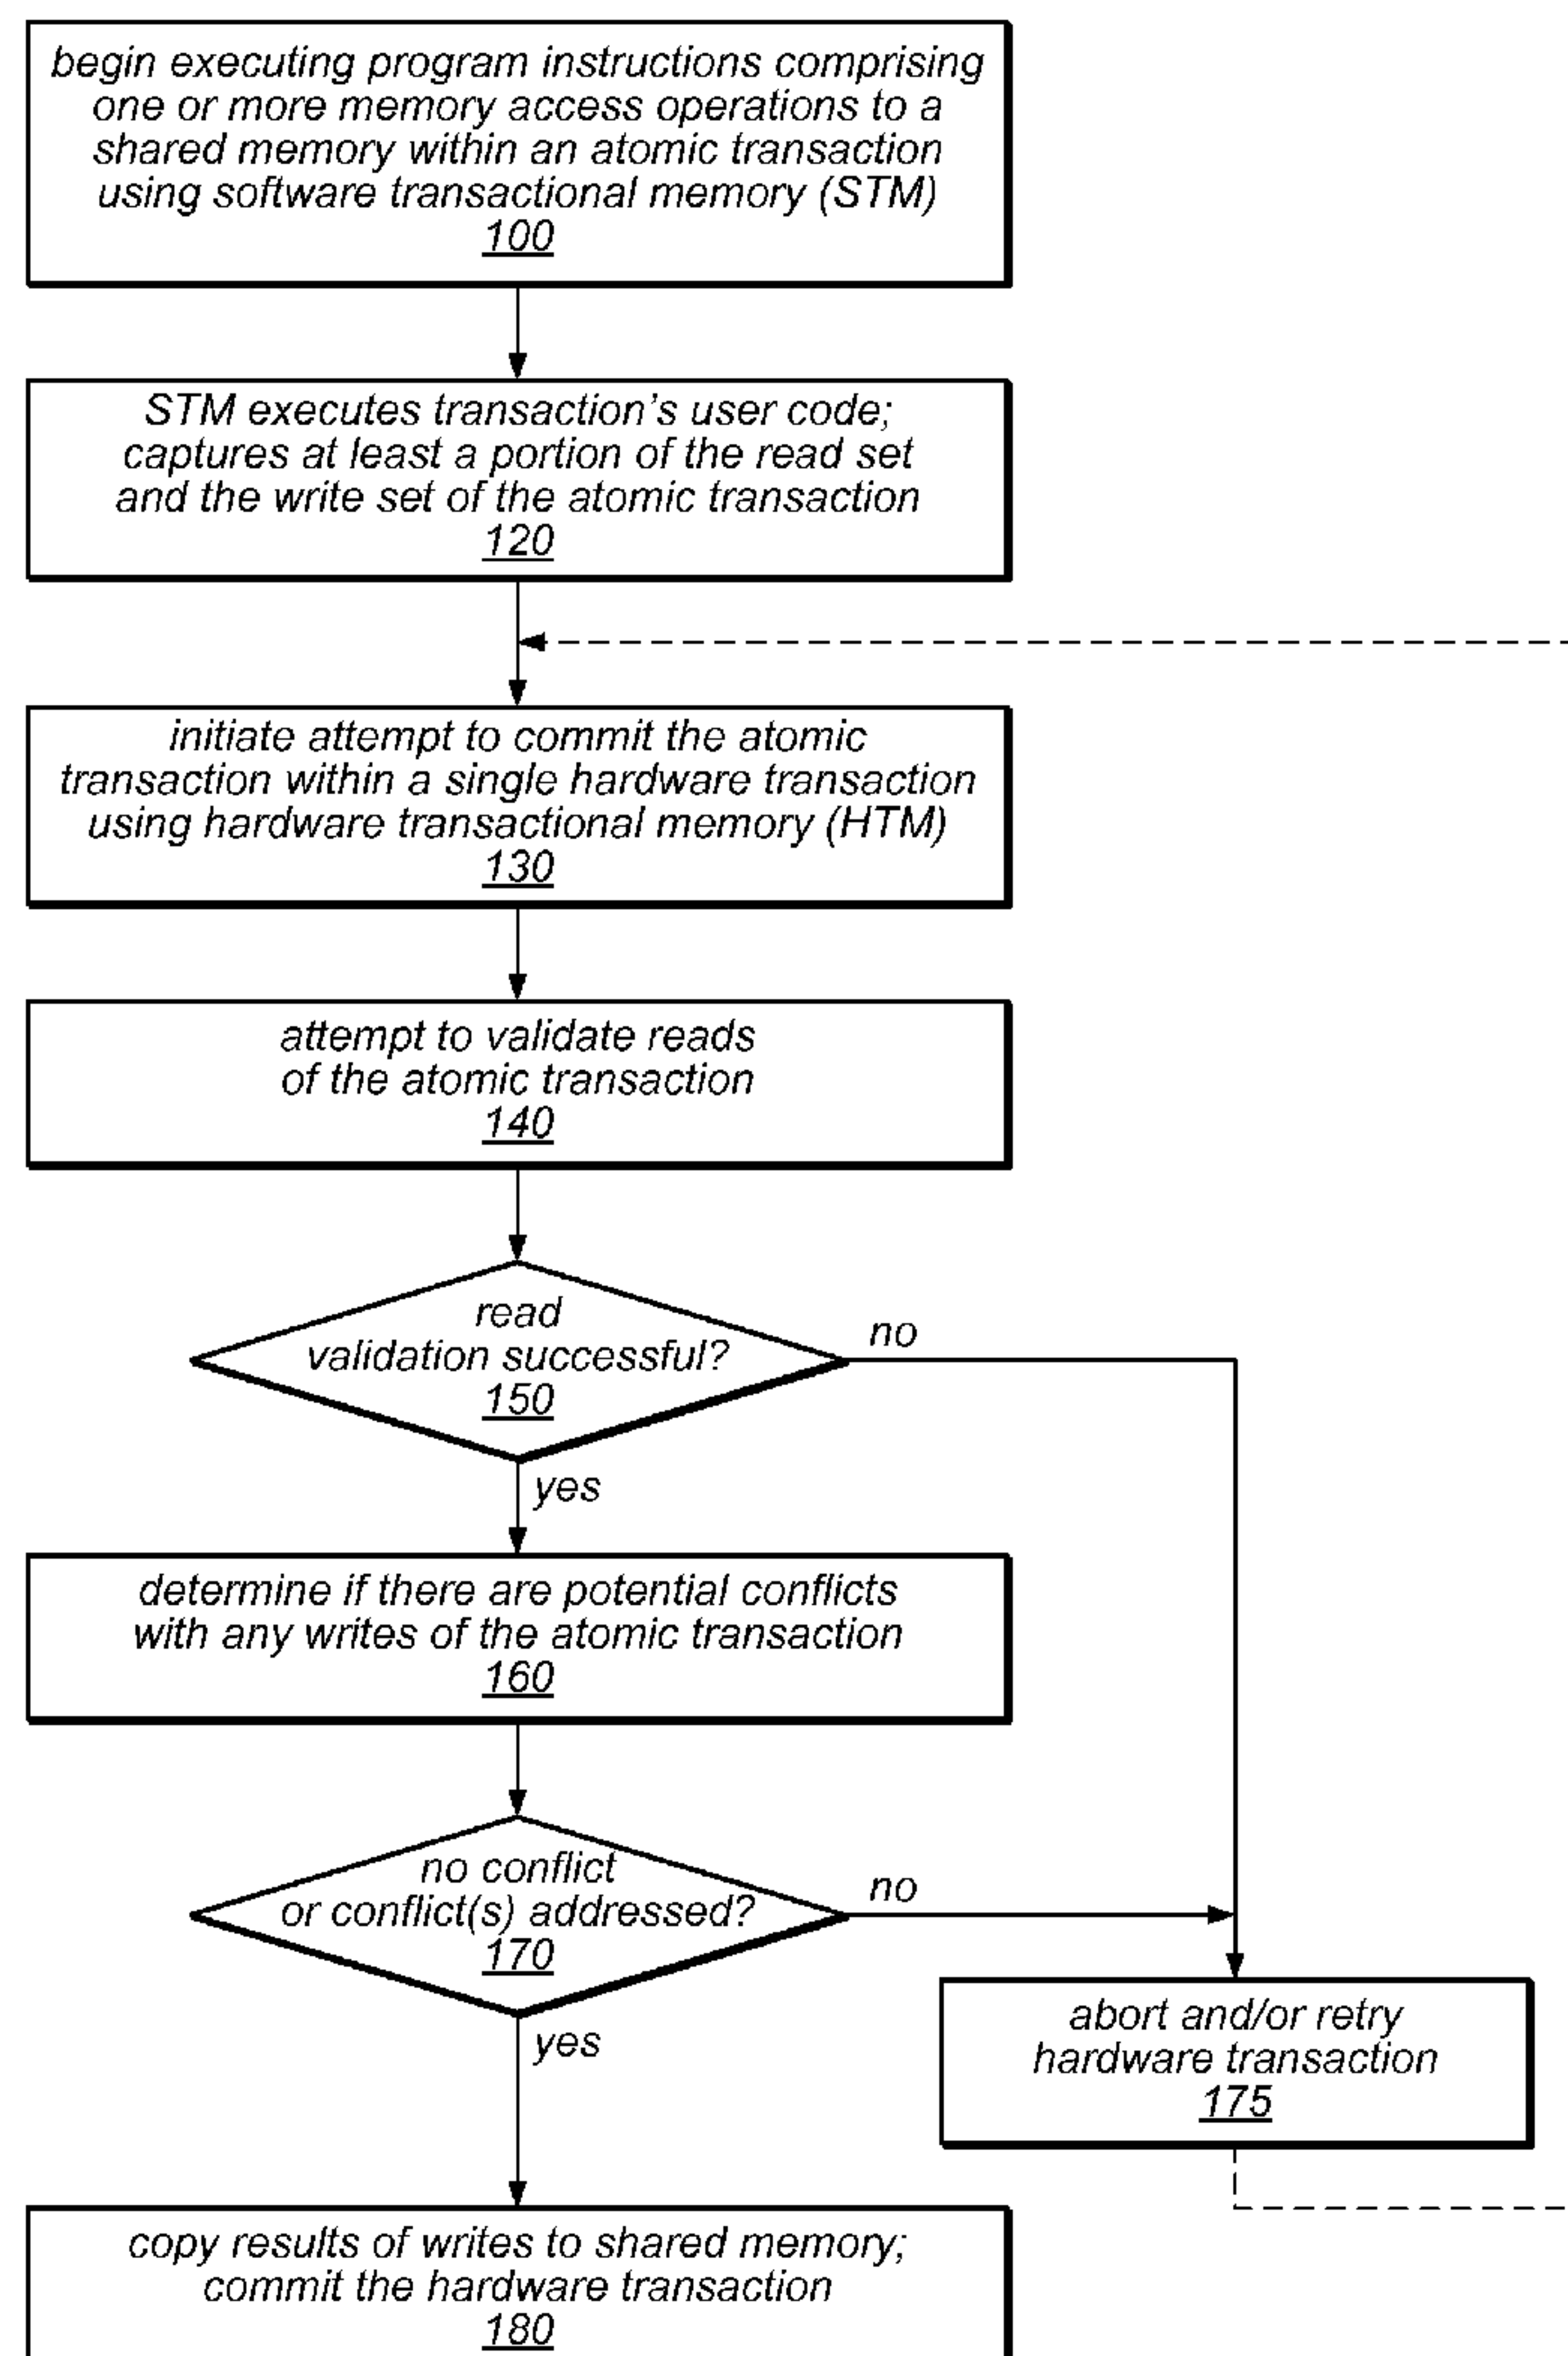 begin executing program instructions comprising
one or more memory access operations to a
shared memory within an atomic transaction
using software transactional memory (STM)
100
STM executes transaction's user code;
captures at least a portion of the read set
and the write set of the atomic transaction
120
initiate attempt to commit the atomic
transaction within a single hardware transaction
using hardware transactional memory (HTM)
130
attempt to validate reads
of the atomic transaction
140
read
validation successful?
150
no
yes
determine if there are potential conflicts
with any writes of the atomic transaction
160
no conflict
or conflict(s) addressed?
170
no
yes
abort and/or retry
hardware transaction
175
copy results of writes to shared memory;
commit the hardware transaction
180